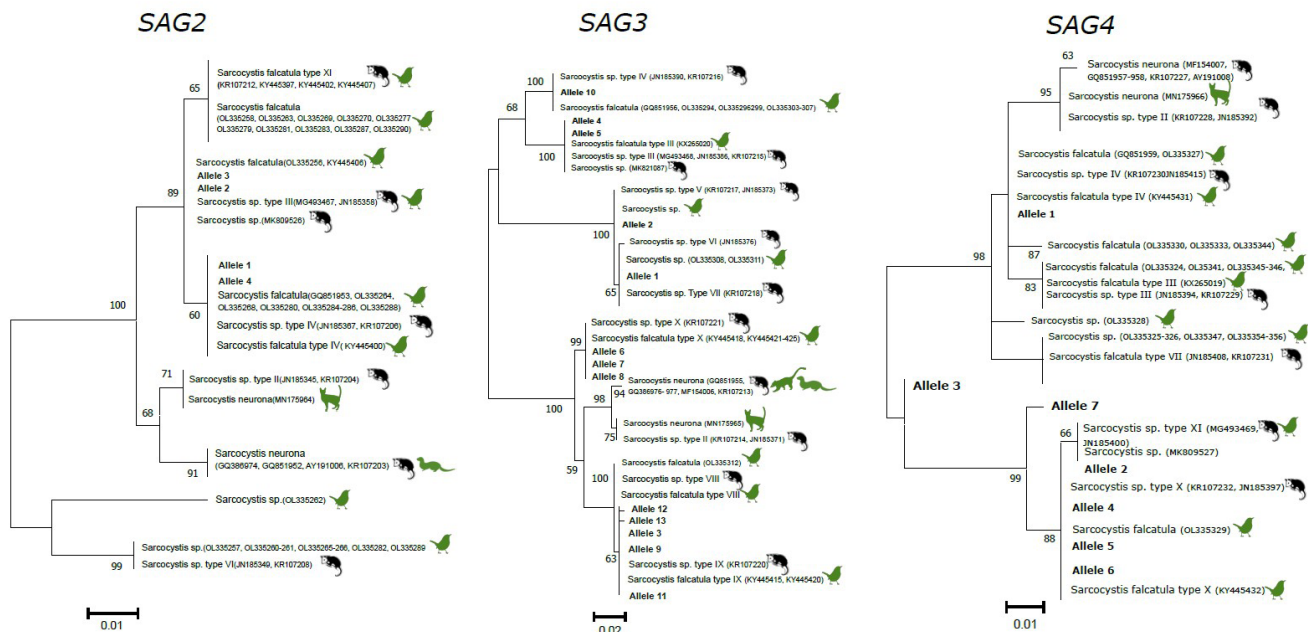 SAG2
65
Sarcocystis falcatula type XI
(KR107212, KY445397, KY445402, KY445407)
Sarcocystis falcatula
(OL335258, OL335263, OL335269, OL335270, OL335277
OL335279, OL335281, OL335283, OL335287, OL335290)
89
Sarcocystis falcatula(OL335256, KY445406)
Allele 3
Allele 2
Sarcocystis sp. type III(MG493467, JN185358)
Sarcocystis sp.(MK809526)
Allele 1
Allele 4
Sarcocystis falcatula(GQ851953, OL335264,
OL335268, OL335280, OL335284-286, OL335288)
60
Sarcocystis sp. type IV(JN185367, KR107206)
Sarcocystis falcatula type IV( KY445400)
100
71
Sarcocystis sp. type II(JN185345, KR107204)
Sarcocystis neurona(MN175964)
68
Sarcocystis neurona
(GQ386974, GQ851952, AY191006, KR107203)
91
Sarcocystis sp.(OL335262)
Sarcocystis sp.(OL335257, OL335260-261, OL335265-266, OL335282, OL335289
99
Sarcocystis sp. type VI(JN185349, KR107208)
0.01
SAG3
100
Sarcocystis sp. type IV (JN185390, KR107216)
Allele 10
Sarcocystis falcatula (GQ851956, OL335294, OL335296299, OL335303-307)
68
Allele 4
Allele 5
Sarcocystis falcatula type III (KX265020)
100
Sarcocystis sp. type III (MG493468, JN185386, KR107215)
Sarcocystis sp. (MK821087)
Sarcocystis sp. type V (KR107217, JN185373)
Sarcocystis sp.
Allele 2
100
Sarcocystis sp. type VI (JN185376)
Sarcocystis sp. (OL335308, OL335311)
Allele 1
65
Sarcocystis sp. Type VII (KR107218)
Sarcocystis sp. type X (KR107221)
99
Sarcocystis falcatula type X (KY445418, KY445421-425)
Allele 6
Allele 7
Allele 8
Sarcocystis neurona (GQ851955,
GQ386976- 977, MF154006, KR107213)
94
98
100
Sarcocystis neurona (MN175965)
75
Sarcocystis sp. type II (KR107214, JN185371)
59
Sarcocystis falcatula (OL335312)
100
Sarcocystis sp. type VIII
Sarcocystis falcatula type VIII
Allele 12
Allele 13
Allele 3
Allele 9
63
Sarcocystis sp. type IX (KR107220)
Sarcocystis falcatula type IX (KY445415, KY445420)
Allele 11
0.02
SAG4
63
Sarcocystis neurona (MF154007,
GQ851957-958, KR107227, AY191008)
95
Sarcocystis neurona (MN175966)
Sarcocystis sp. type II (KR107228, JN185392)
Sarcocystis falcatula (GQ851959, OL335327)
Sarcocystis sp. type IV (KR107230JN185415)
Sarcocystis falcatula type IV (KY445431)
Allele 1
98
Sarcocystis falcatula (OL335330, OL335333, OL335344)
87
Sarcocystis falcatula (OL335324, OL35341, OL335345-346,
Sarcocystis falcatula type III (KX265019)
83
Sarcocystis sp. type III (JN185394, KR107229)
Sarcocystis sp. (OL335328)
Sarcocystis sp. (OL335325-326, OL335347, OL335354-356)
Sarcocystis falcatula type VII (JN185408, KR107231)
Allele 3
Allele 7
66
Sarcocystis sp. type XI (MG493469,
JN185400)
Sarcocystis sp. (MK809527)
Allele 2
99
Sarcocystis sp. type X (KR107232, JN185397)
Allele 4
Sarcocystis falcatula (OL335329)
88
Allele 5
Allele 6
Sarcocystis falcatula type X (KY445432)
0.01